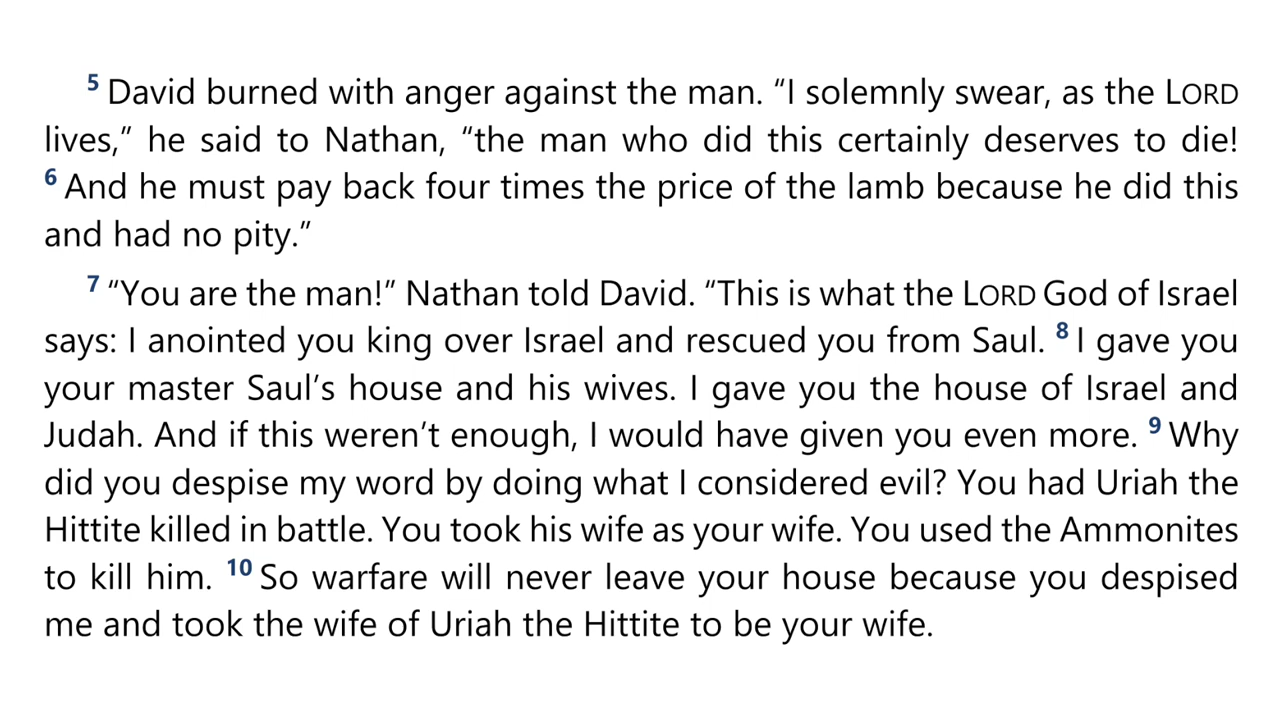 5 David burned with anger against the man. “I solemnly swear, as the LORD
lives,” he said to Nathan, “the man who did this certainly deserves to die!
6 And he must pay back four times the price of the lamb because he did this
and had no pity.”
7 “You are the man!” Nathan told David. “This is what the LORD God of Israel
says: I anointed you king over Israel and rescued you from Saul. 8 I gave you
your master Saul’s house and his wives. I gave you the house of Israel and
Judah. And if this weren’t enough, I would have given you even more. 9 Why
did you despise my word by doing what I considered evil? You had Uriah the
Hittite killed in battle. You took his wife as your wife. You used the Ammonites
to kill him. 10 So warfare will never leave your house because you despised
me and took the wife of Uriah the Hittite to be your wife.